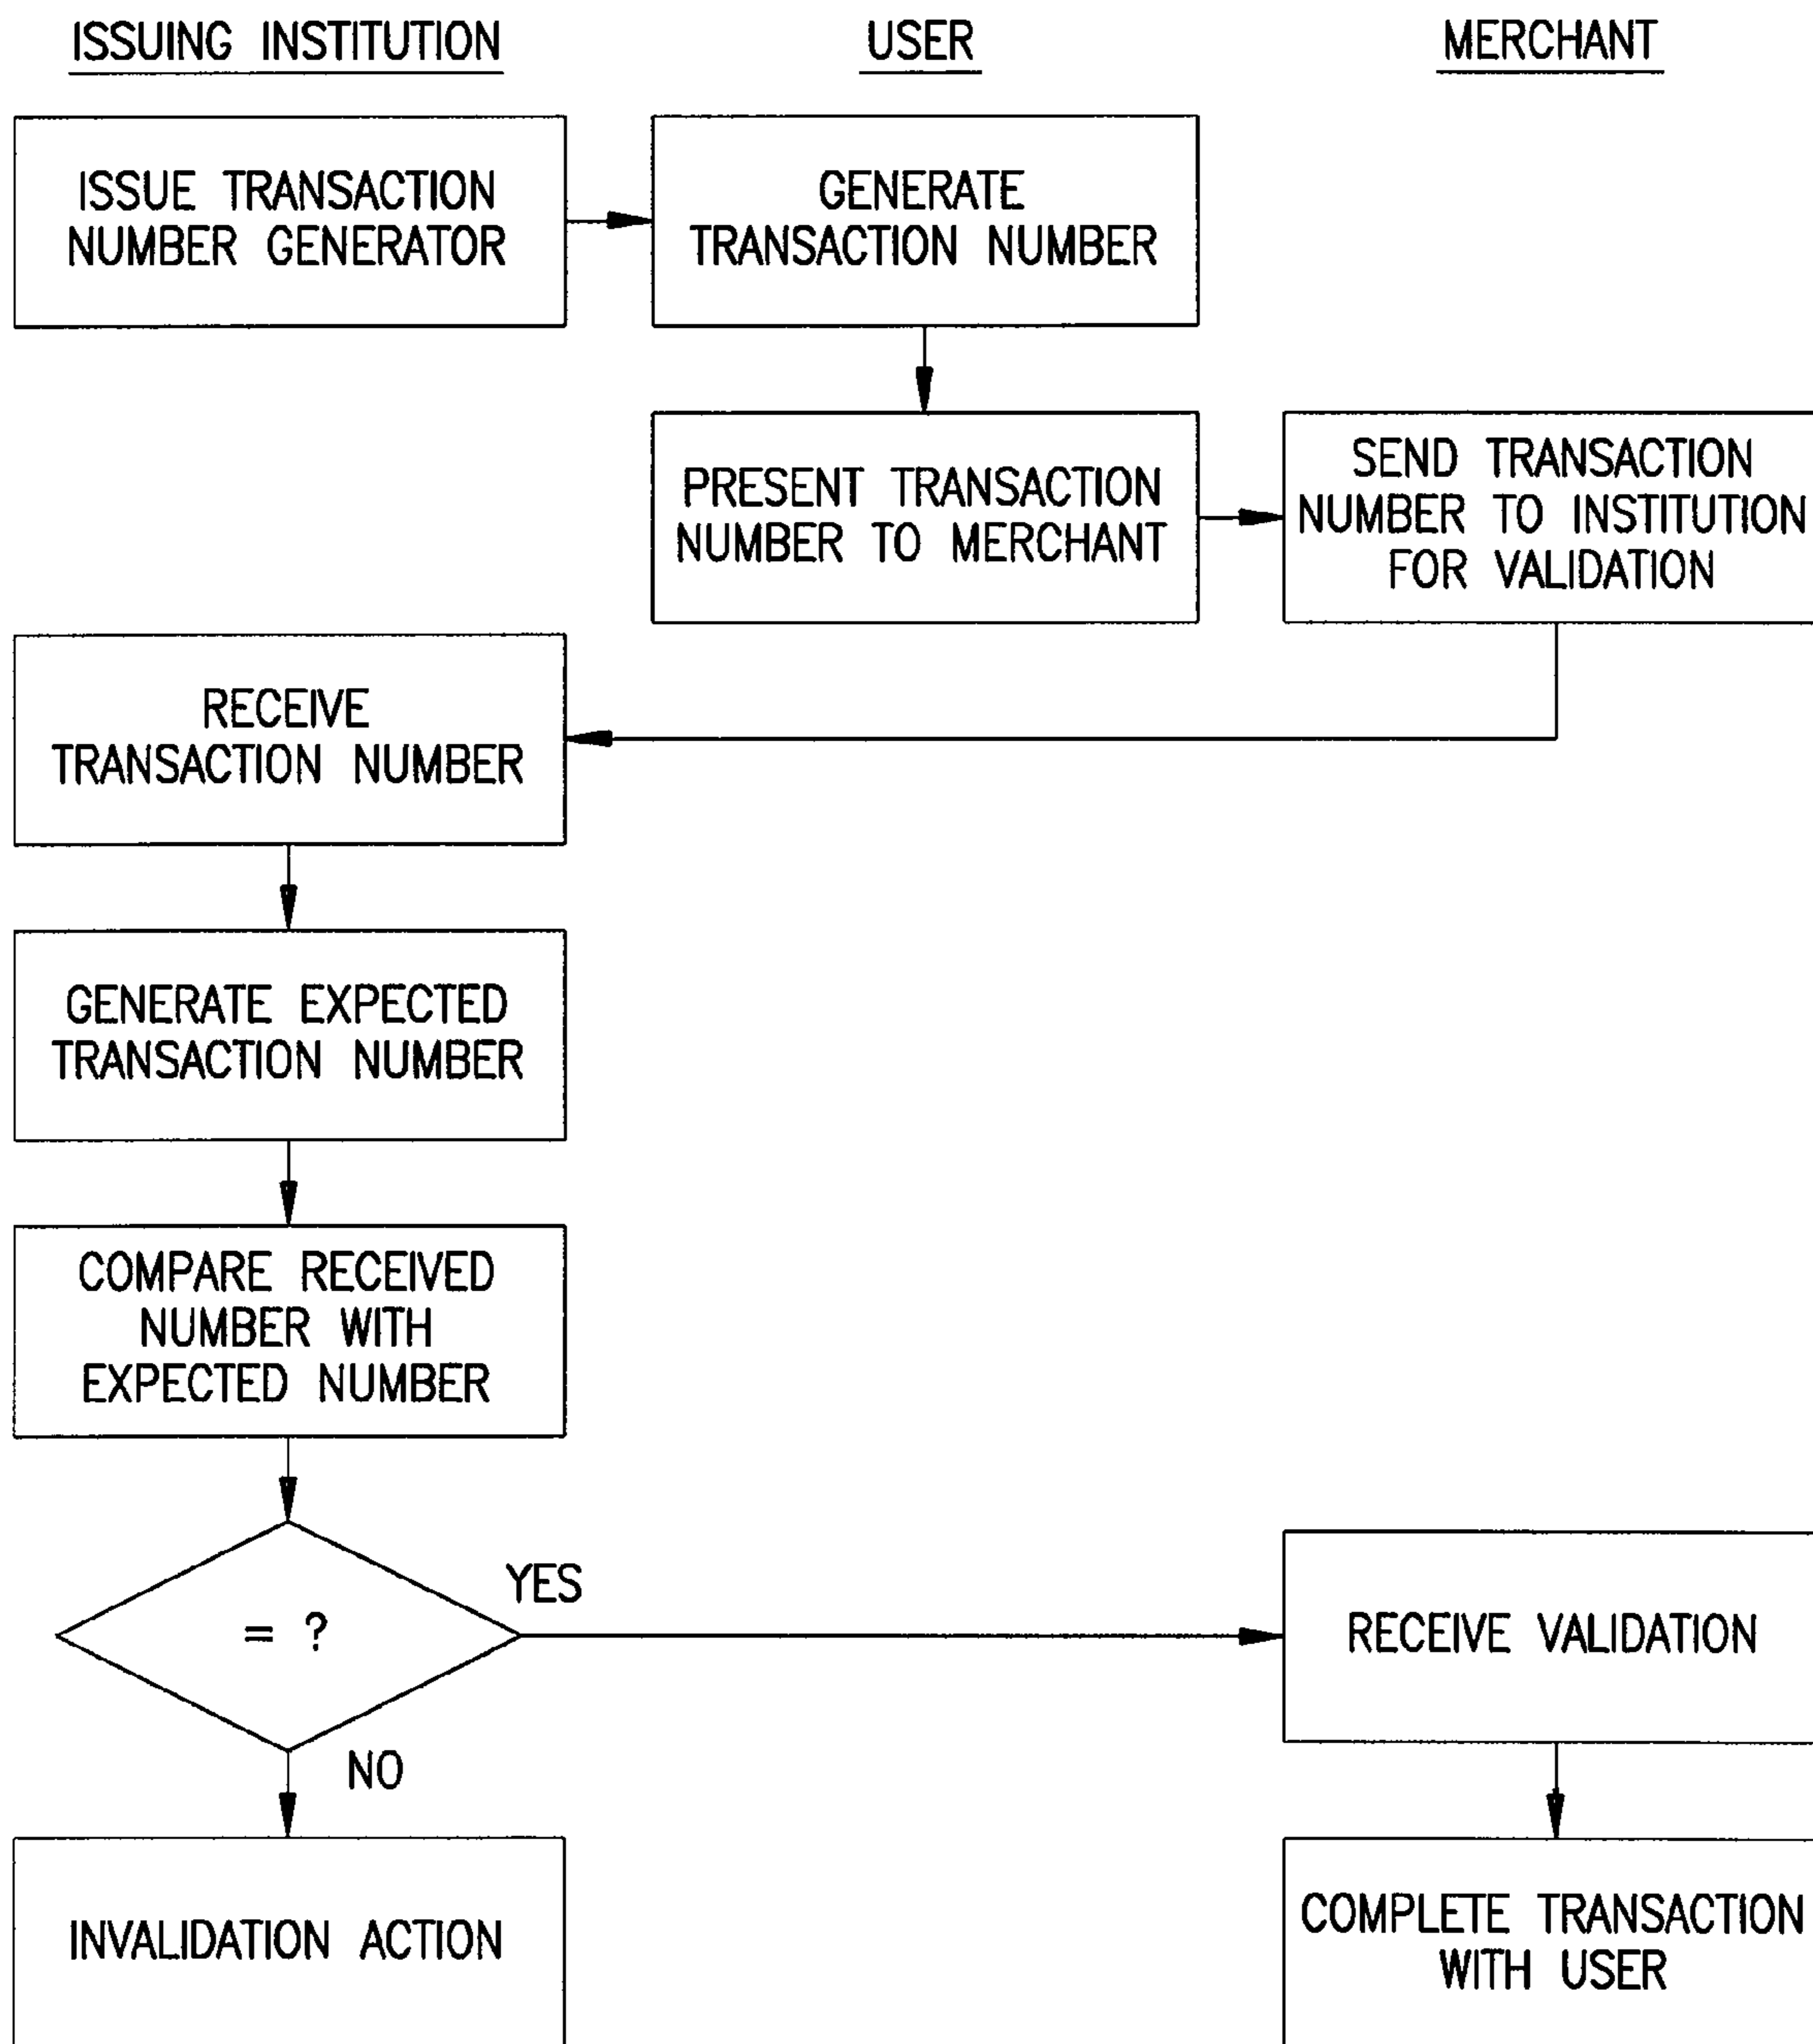 ISSUING INSTITUTION
USER
MERCHANT
ISSUE TRANSACTION
NUMBER GENERATOR
GENERATE
TRANSACTION NUMBER
PRESENT TRANSACTION
NUMBER TO MERCHANT
SEND TRANSACTION
NUMBER TO INSTITUTION
FOR VALIDATION
RECEIVE
TRANSACTION NUMBER
GENERATE EXPECTED
TRANSACTION NUMBER
COMPARE RECEIVED
NUMBER WITH
EXPECTED NUMBER
= ?
YES
NO
RECEIVE VALIDATION
INVALIDATION ACTION
COMPLETE TRANSACTION
WITH USER